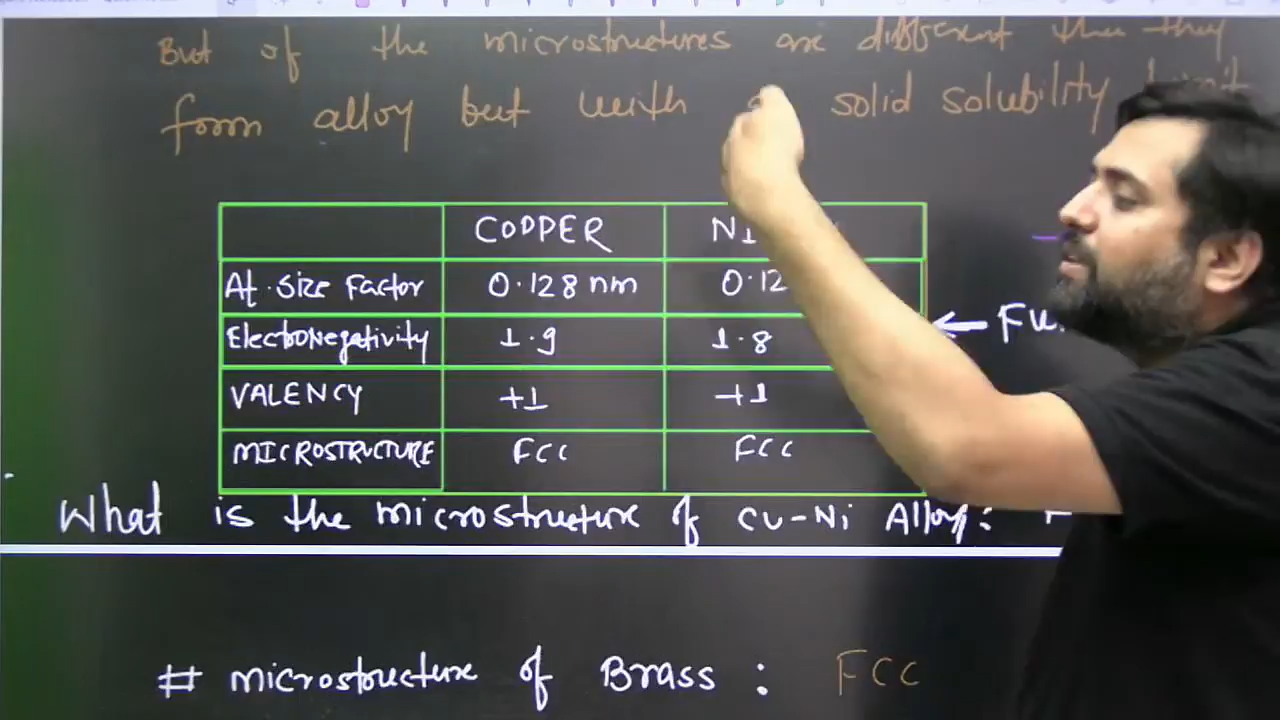 But of the microstructures are different then they
form alloy but with solid solubility
COPPER
At. Size Factor 0.128 nm 0.12
Electronegativity 1.9 1.8
VALENCY +1 +1
MICROSTRUCTURE FCC FCC
What is the microstructure of Cu-Ni Alloy:
# microstructure of Brass : FCC